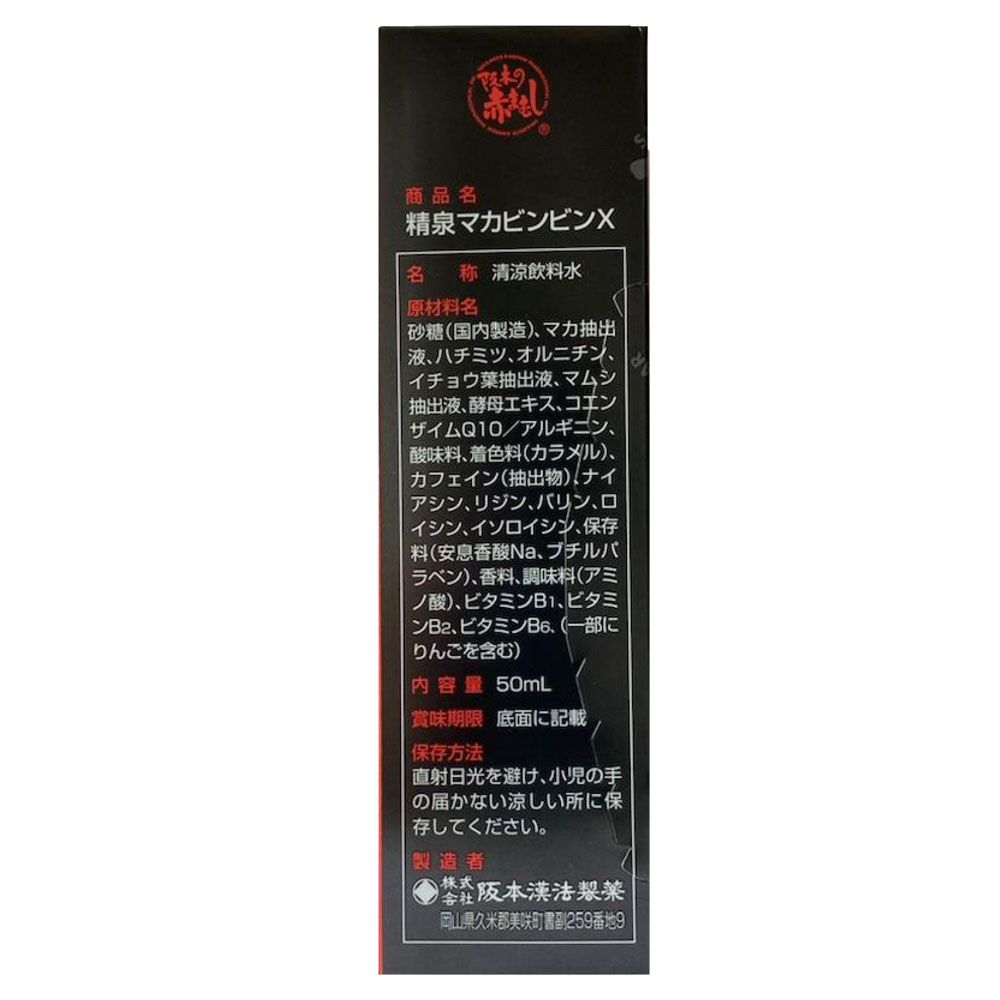 阪本の
赤まむし
®
商品名
精泉マカビンビンX
名称 清涼飲料水
原材料名
砂糖(国内製造)、マカ抽出
液、ハチミツ、オルニチン、
イチョウ葉抽出液、マムシ
抽出液、酵母エキス、コエン
ザイムQ10/アルギニン、
酸味料、着色料(カラメル)、
カフェイン(抽出物)、ナイ
アシン、リジン、バリン、ロ
イシン、イソロイシン、保存
料(安息香酸Na、ブチルパ
ラベン)、香料、調味料(アミ
ノ酸)、ビタミンB1、ビタミ
ンB2、ビタミンB6、(一部に
りんごを含む)
内容量 50mL
賞味期限 底面に記載
保存方法
直射日光を避け、小児の手
の届かない涼しい所に保
存してください。
製造者
株式会社 阪本漢法製薬
岡山県久米郡美咲町書副259番地9